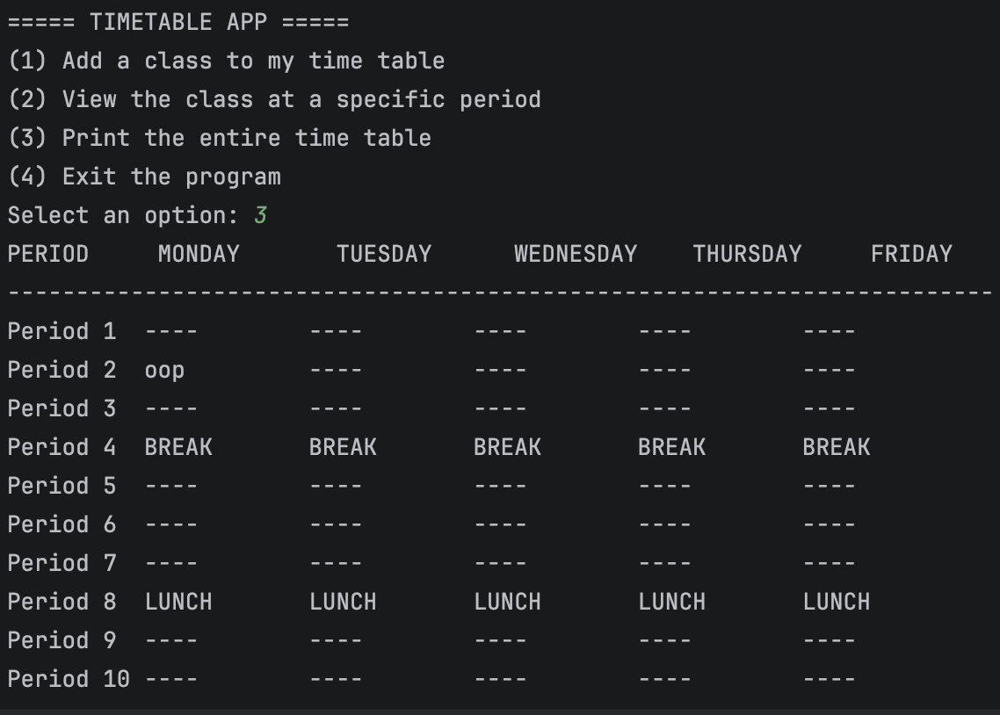 ===== TIMETABLE APP =====
(1) Add a class to my time table
(2) View the class at a specific period
(3) Print the entire time table
(4) Exit the program
Select an option: 3
PERIOD     MONDAY       TUESDAY      WEDNESDAY    THURSDAY     FRIDAY
------------------------------------------------------------------------
Period 1  ----        ----        ----        ----        ----
Period 2  oop         ----        ----        ----        ----
Period 3  ----        ----        ----        ----        ----
Period 4  BREAK       BREAK       BREAK       BREAK       BREAK
Period 5  ----        ----        ----        ----        ----
Period 6  ----        ----        ----        ----        ----
Period 7  ----        ----        ----        ----        ----
Period 8  LUNCH       LUNCH       LUNCH       LUNCH       LUNCH
Period 9  ----        ----        ----        ----        ----
Period 10 ----        ----        ----        ----        ----